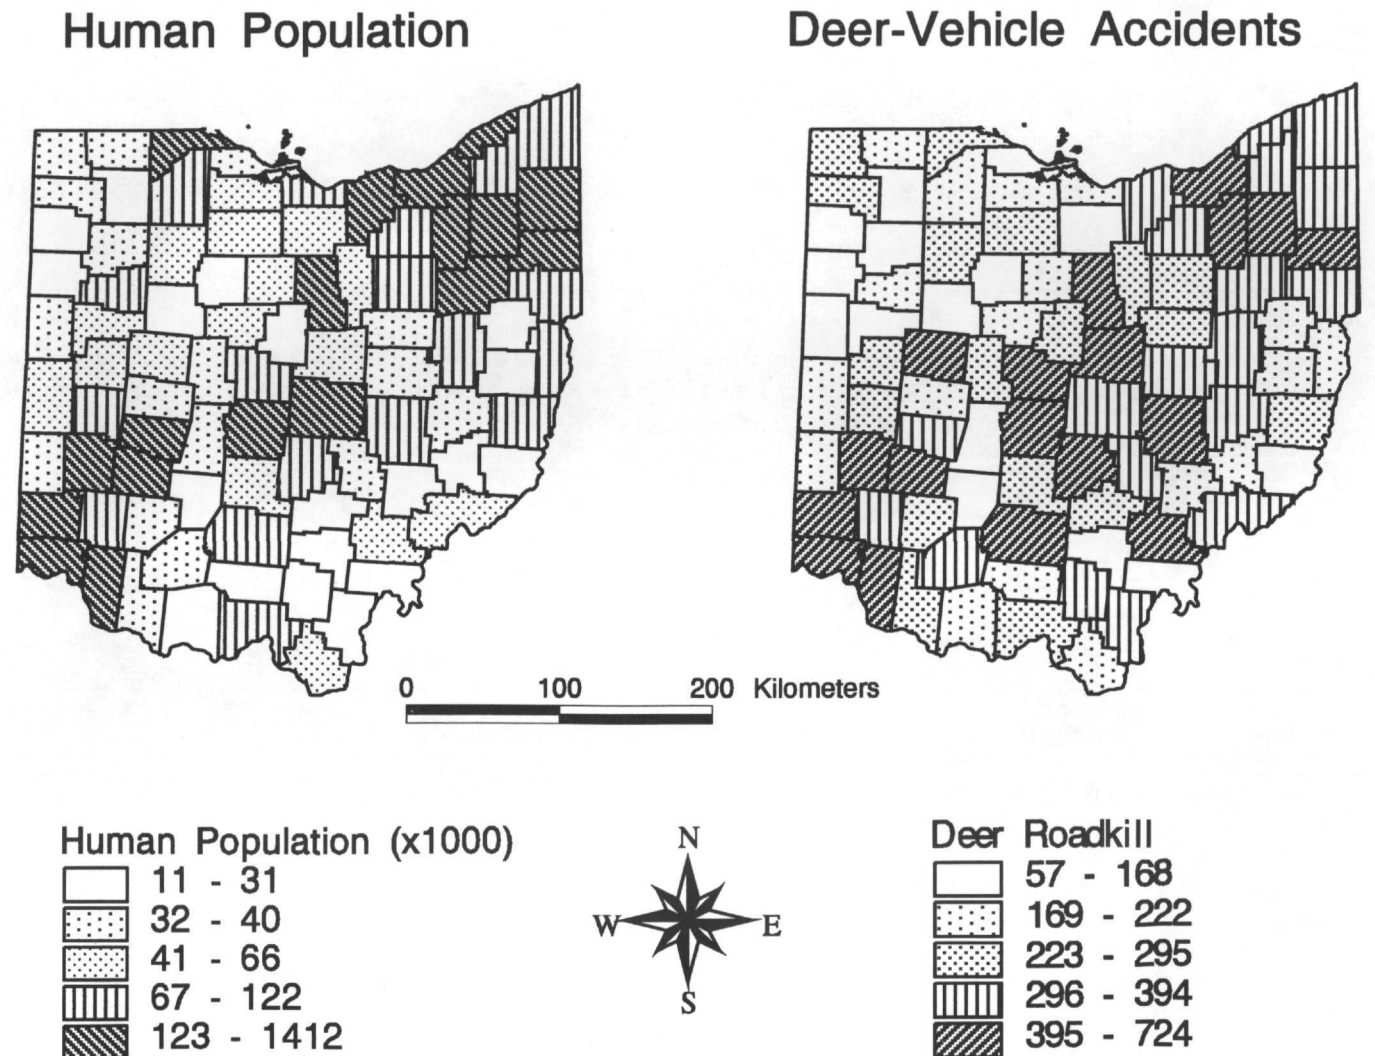 Human Population
Deer-Vehicle Accidents
0 100 200 Kilometers
Human Population (x1000)
11 - 31
32 - 40
41 - 66
67 - 122
123 - 1412
N
W E
S
Deer Roadkill
57 - 168
169 - 222
223 - 295
296 - 394
395 - 724